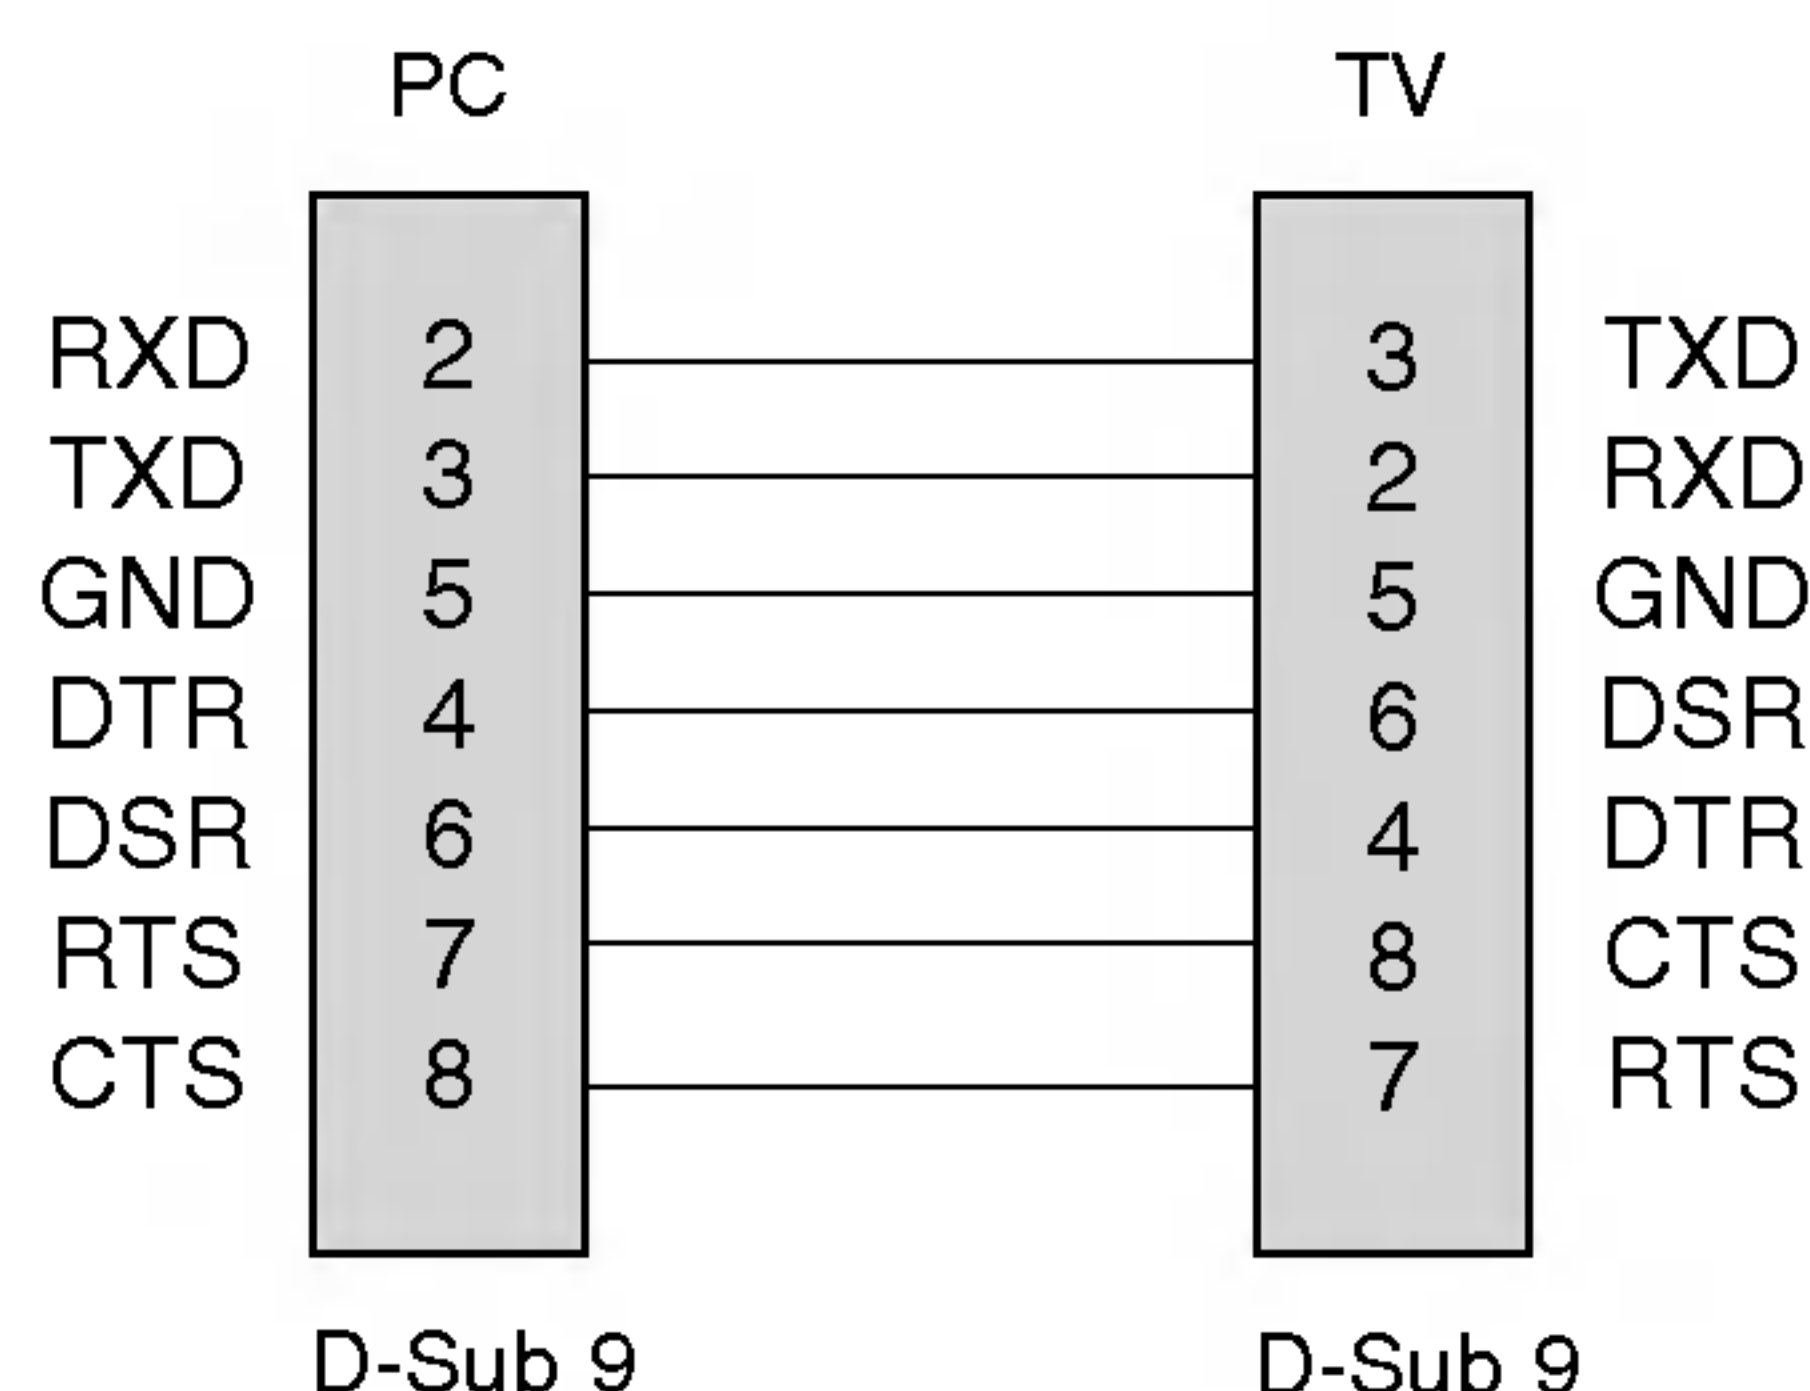 PC TV
RXD 2 3 TXD
TXD 3 2 RXD
GND 5 5 GND
DTR 4 6 DSR
DSR 6 4 DTR
RTS 7 8 CTS
CTS 8 7 RTS
D-Sub 9 D-Sub 9